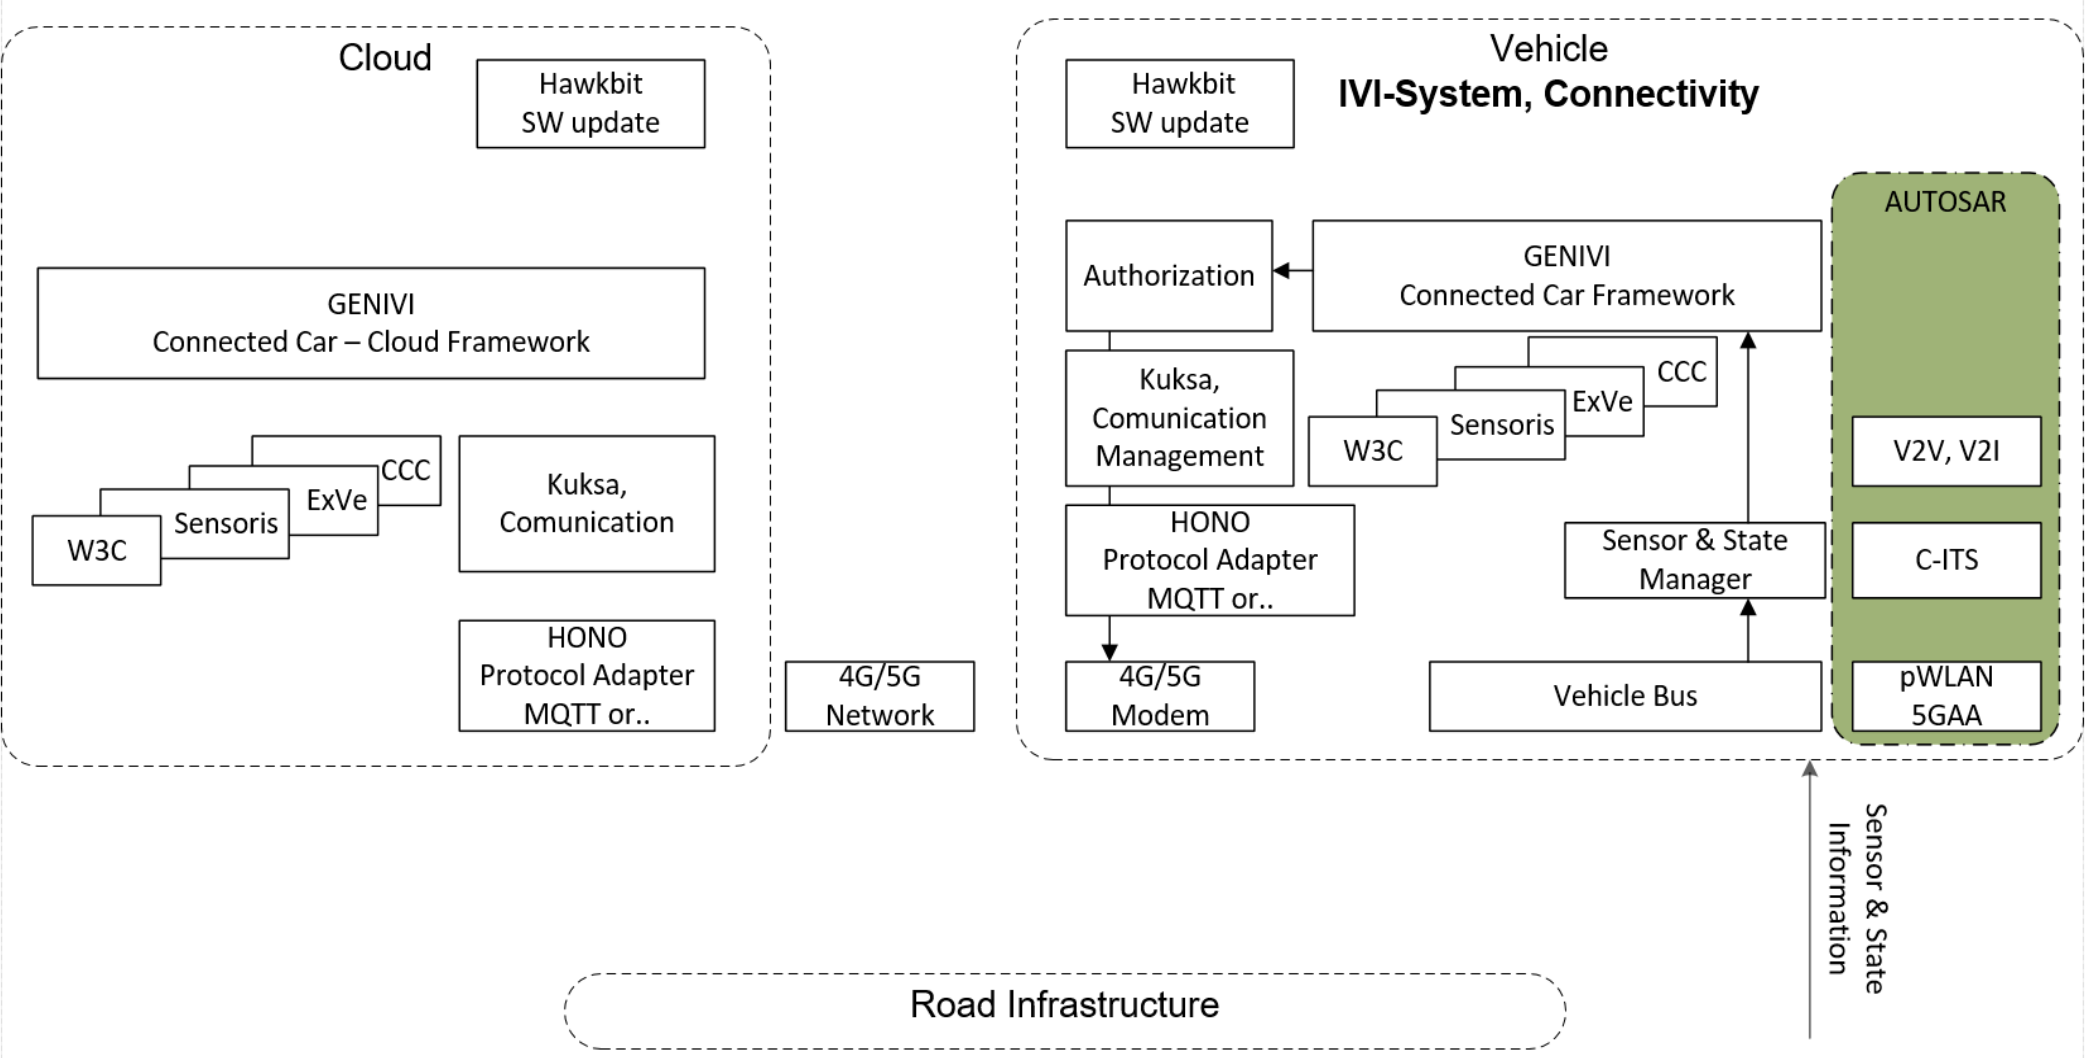 Cloud
Hawkbit
SW update
GENIVI
Connected Car – Cloud Framework
CCC
ExVe
Sensoris
W3C
Kuksa,
Comunication
HONO
Protocol Adapter
MQTT or..
4G/5G
Network
Vehicle
IVI-System, Connectivity
Hawkbit
SW update
Authorization
GENIVI
Connected Car Framework
Kuksa,
Comunication
Management
CCC
ExVe
Sensoris
W3C
HONO
Protocol Adapter
MQTT or..
Sensor & State
Manager
4G/5G
Modem
Vehicle Bus
AUTOSAR
V2V, V2I
C-ITS
pWLAN
5GAA
Sensor & State
Information
Road Infrastructure